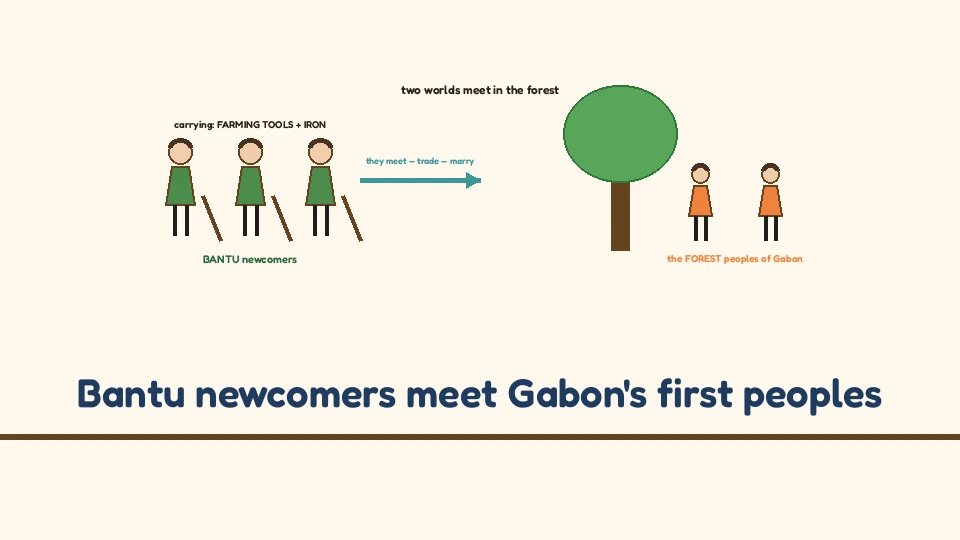 two worlds meet in the forest
carrying: FARMING TOOLS + IRON
they meet – trade – marry
BANTU newcomers
the FOREST peoples of Gabon
Bantu newcomers meet Gabon's first peoples